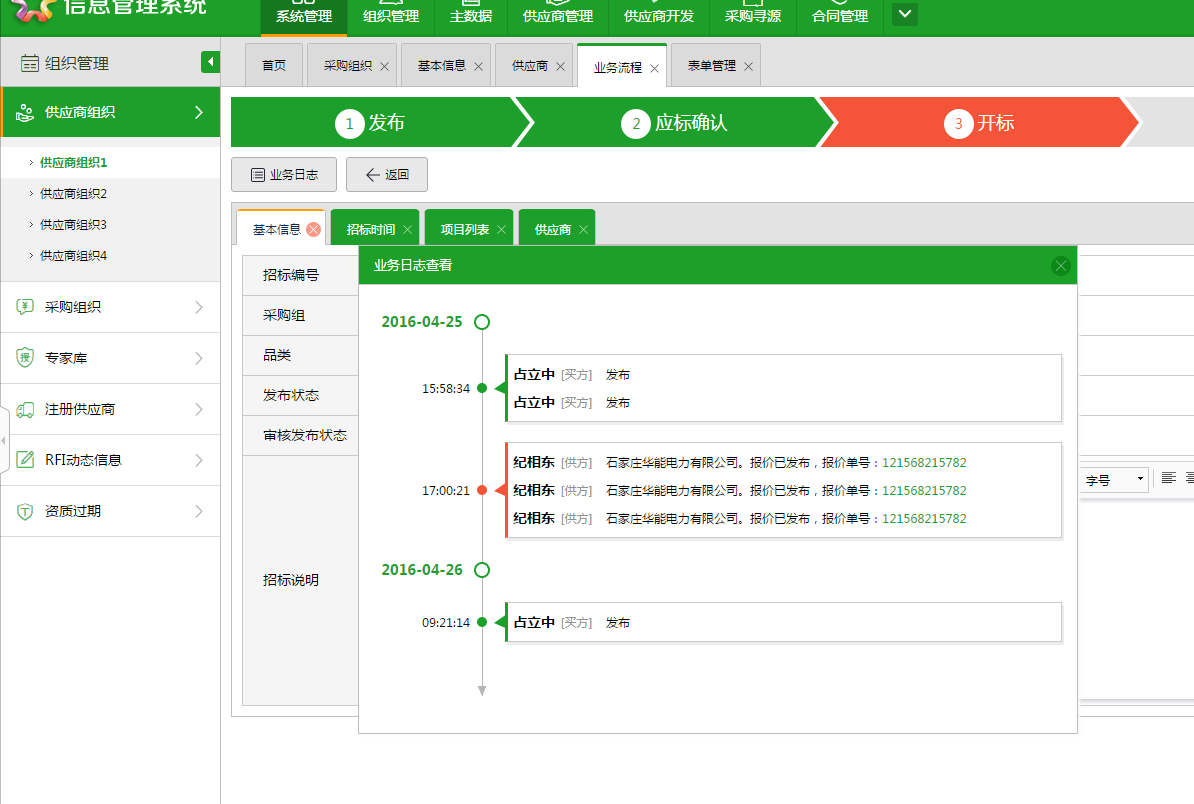 信息管理系统
系统管理 组织管理 主数据 供应商管理 供应商开发 采购寻源 合同管理
组织管理
首页 采购组织 基本信息 供应商 业务流程 表单管理
供应商组织
供应商组织1
供应商组织2
供应商组织3
供应商组织4
采购组织
专家库
注册供应商
RFI动态信息
资质过期
1 发布 2 应标确认 3 开标
业务日志 返回
基本信息 招标时间 项目列表 供应商
招标编号
采购组
品类
发布状态
审核发布状态
招标说明
字号
业务日志查看
2016-04-25
15:58:34
占立中 [买方] 发布
占立中 [买方] 发布
17:00:21
纪相东 [供方] 石家庄华能电力有限公司。报价已发布，报价单号：121568215782
纪相东 [供方] 石家庄华能电力有限公司。报价已发布，报价单号：121568215782
纪相东 [供方] 石家庄华能电力有限公司。报价已发布，报价单号：121568215782
2016-04-26
09:21:14
占立中 [买方] 发布